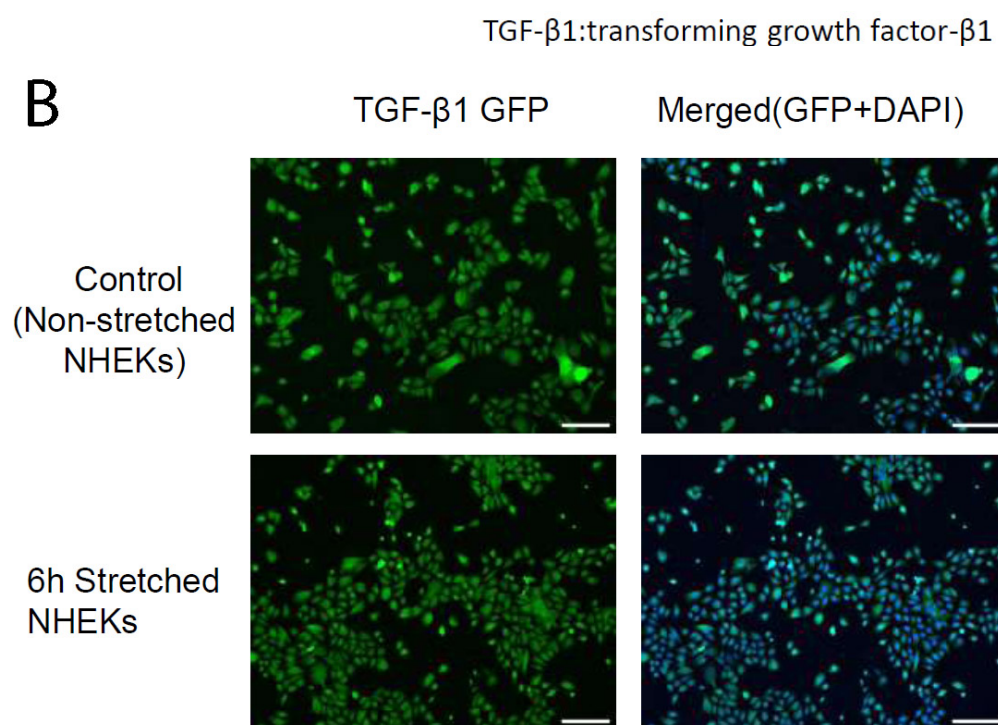 TGF-β1:transforming growth factor-β1
B
TGF-β1 GFP
Merged(GFP+DAPI)
Control
(Non-stretched
NHEKs)
6h Stretched
NHEKs